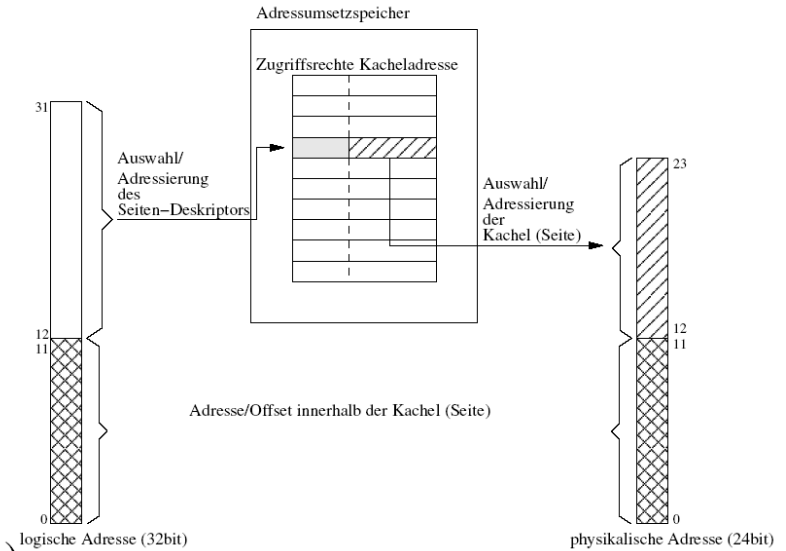 Adressumsetzspeicher
Zugriffsrechte Kacheladresse
31
Auswahl/
Adressierung
des
Seiten−Deskriptors
Auswahl/
Adressierung
der
Kachel (Seite)
23
12
11
12
11
Adresse/Offset innerhalb der Kachel (Seite)
0
0
logische Adresse (32bit)
physikalische Adresse (24bit)